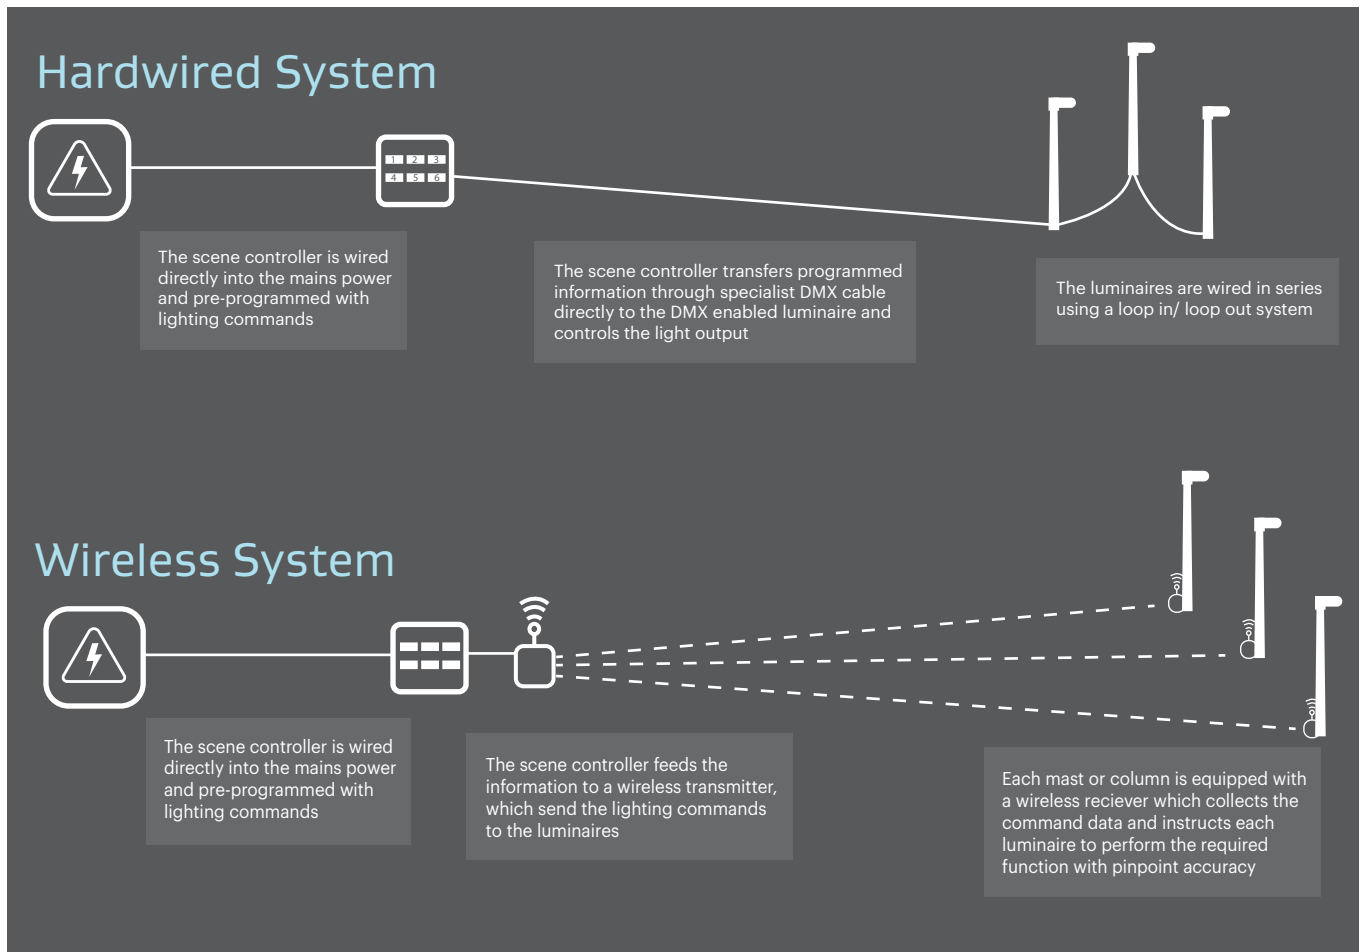 Hardwired System
1 2 3
4 5 6
The scene controller is wired
directly into the mains power
and pre-programmed with
lighting commands
The scene controller transfers programmed
information through specialist DMX cable
directly to the DMX enabled luminaire and
controls the light output
The luminaires are wired in series
using a loop in/ loop out system
Wireless System
The scene controller is wired
directly into the mains power
and pre-programmed with
lighting commands
The scene controller feeds the
information to a wireless transmitter,
which send the lighting commands
to the luminaires
Each mast or column is equipped with
a wireless reciever which collects the
command data and instructs each
luminaire to perform the required
function with pinpoint accuracy